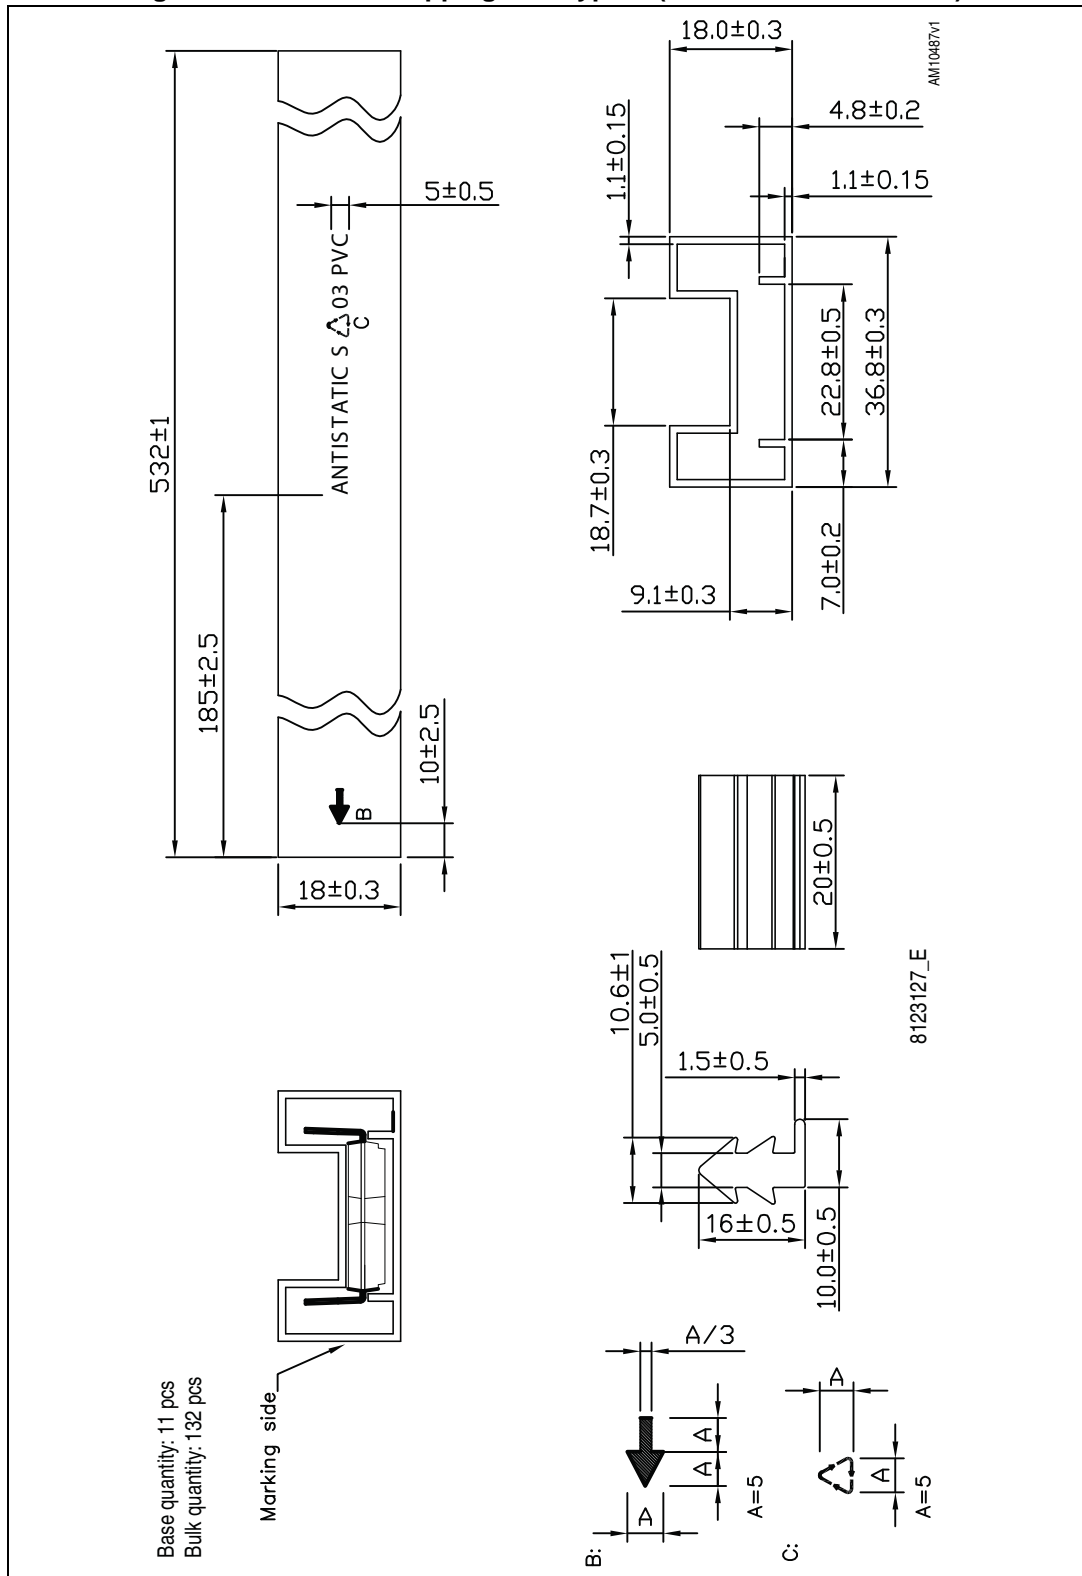 18.0±0.3
AM10487v1
4.8±0.2
1.1±0.15
1.1±0.15
5±0.5
ANTISTATIC S 03 PVC
C
532±1
185±2.5
10±2.5
B
18±0.3
18.7±0.3
9.1±0.3
22.8±0.5
36.8±0.3
7.0±0.2
20±0.5
8123127_E
10.6±1
5.0±0.5
1.5±0.5
16±0.5
10.0±0.5
Base quantity: 11 pcs
Bulk quantity: 132 pcs
Marking side
B:
A/3
A
A
A
A=5
C:
A
A
A=5